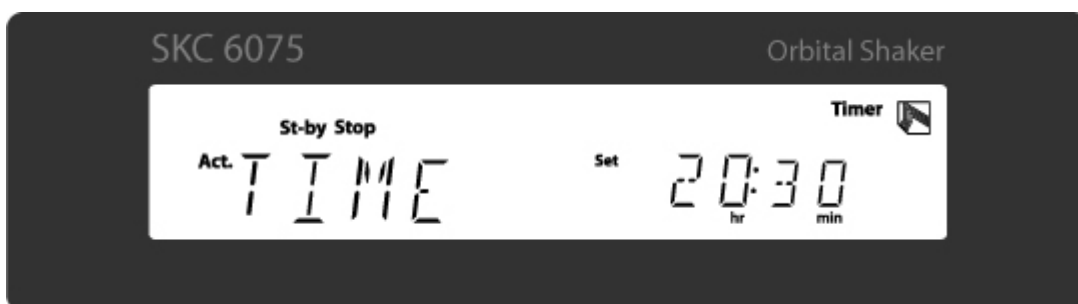 SKC 6075 Orbital Shaker
Timer
St-by Stop
Act. TIME Set 20:30
hr min